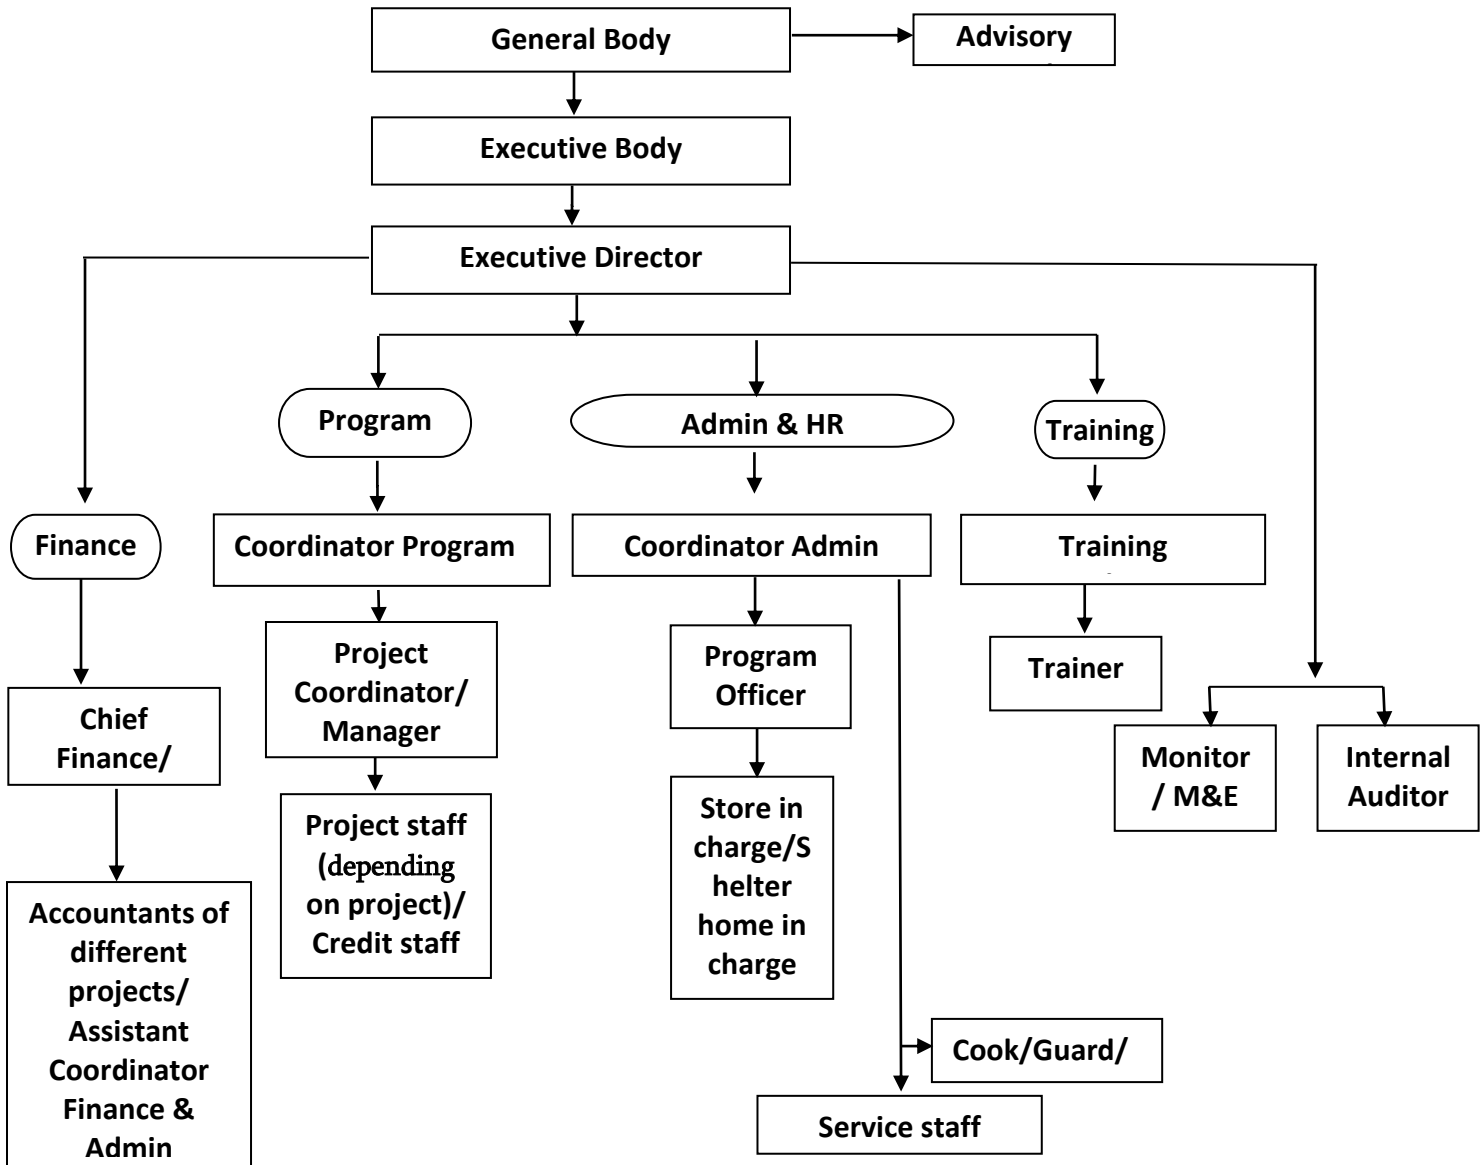 General Body
Advisory
Executive Body
Executive Director
Program
Admin & HR
Training
Finance
Coordinator Program
Coordinator Admin
Training
Project
Coordinator/
Manager
Program
Officer
Trainer
Chief
Finance/
Monitor
/ M&E
Internal
Auditor
Project staff
(depending
on project)/
Credit staff
Store in
charge/S
helter
home in
charge
Accountants of
different
projects/
Assistant
Coordinator
Finance &
Admin
Cook/Guard/
Service staff